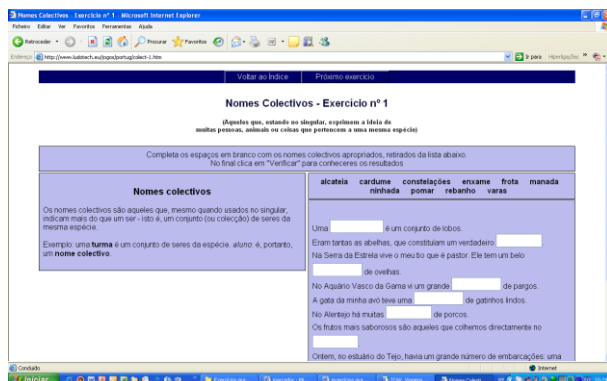 Nomes Colectivos Exercício nº 1 - Microsoft Internet Explorer
Ficheiro Editar Ver Favoritos Ferramentas Ajuda
Retroceder Procurar Favoritos
Endereço http://www.ludotech.eu/jogos/portug/colect-1.htm Ir para Hiperligações
Voltar ao Índice Próximo exercício
Nomes Colectivos - Exercício nº 1
(Aqueles que, estando no singular, exprimem a ideia de
muitas pessoas, animais ou coisas que pertencem a uma mesma espécie)
Completa os espaços em branco com os nomes colectivos apropriados, retirados da lista abaixo.
No final clica em "Verificar" para conheceres os resultados
Nomes colectivos
Os nomes colectivos são aqueles que, mesmo quando usados no singular,
indicam mais do que um ser - isto é, um conjunto (ou colecção) de seres da
mesma espécie.
Exemplo: uma turma é um conjunto de seres da espécie. aluno: é, portanto,
um nome colectivo.
alcateia cardume constelações enxame frota manada
ninhada pomar rebanho varas
Uma é um conjunto de lobos.
Eram tantas as abelhas, que constituíam um verdadeiro .
Na Serra da Estrela vive o meu tio que é pastor. Ele tem um belo
de ovelhas.
No Aquário Vasco da Gama vi um grande de pargos.
A gata da minha avó teve uma de gatinhos lindos.
No Alentejo há muitas de porcos.
Os frutos mais saborosos são aqueles que colhemos directamente no
.
Ontem, no estuário do Tejo, havia um grande número de embarcações: uma
Concluído Internet
Iniciar